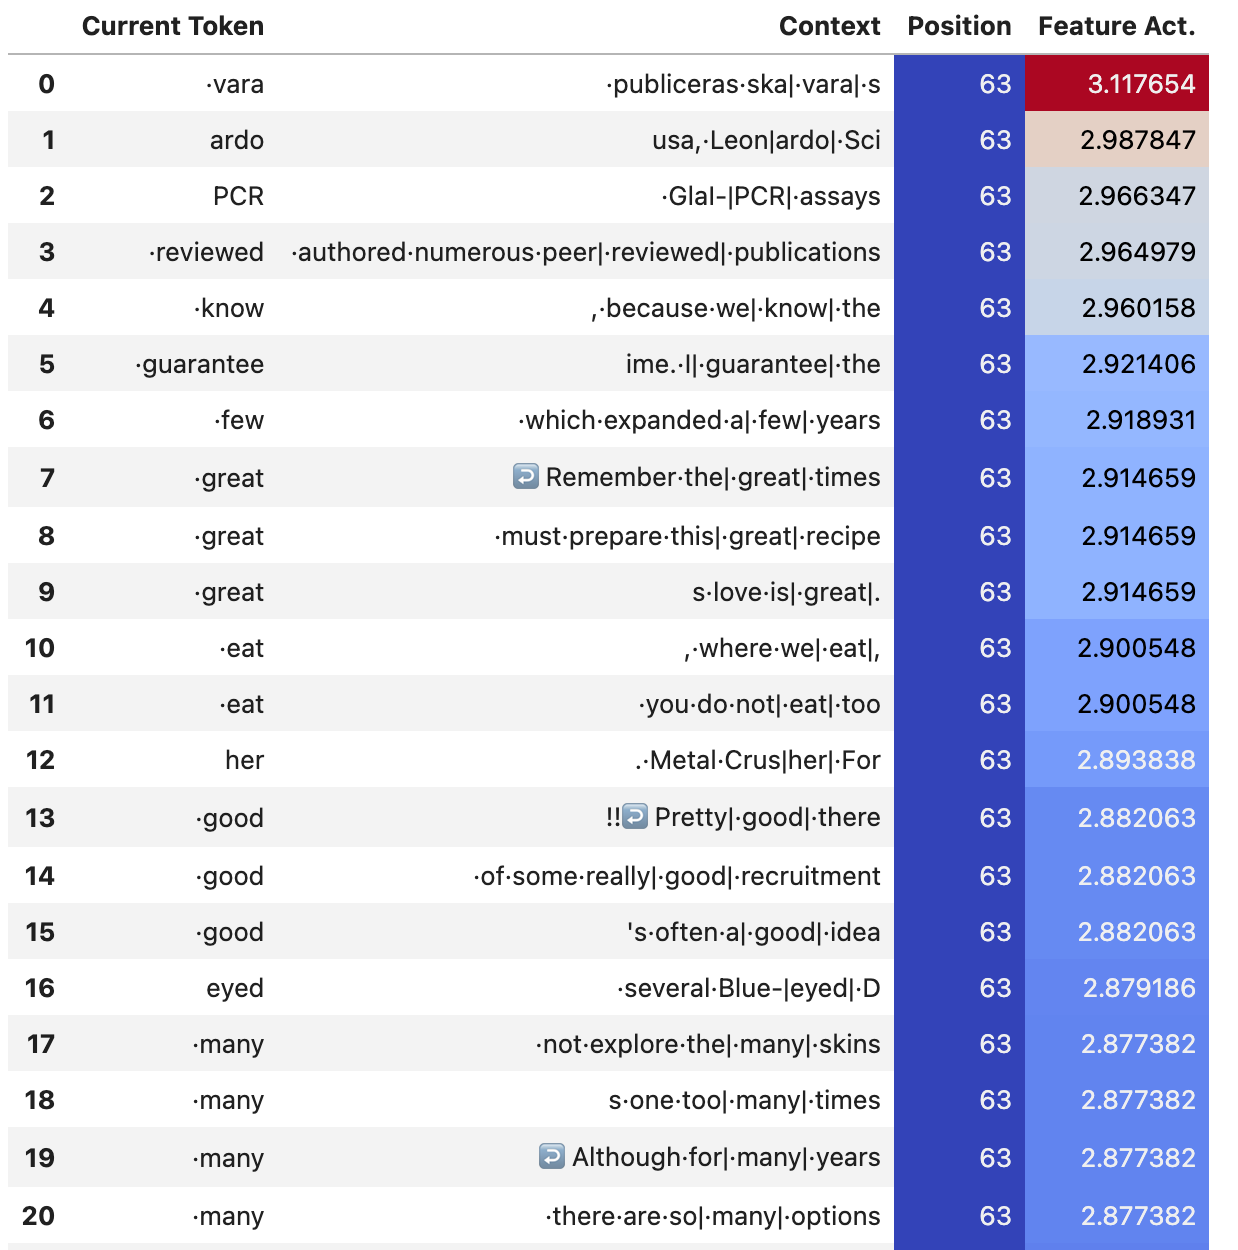 Current Token Context Position Feature Act.
0 ·vara ·publiceras·ska|·vara|·s 63 3.117654
1 ardo usa,·Leon|ardo|·Sci 63 2.987847
2 PCR ·GlaI-|PCR|·assays 63 2.966347
3 ·reviewed ·authored·numerous·peer|·reviewed|·publications 63 2.964979
4 ·know ,·because·we|·know|·the 63 2.960158
5 ·guarantee ime.·I|·guarantee|·the 63 2.921406
6 ·few ·which·expanded·a|·few|·years 63 2.918931
7 ·great ↩ Remember·the|·great|·times 63 2.914659
8 ·great ·must·prepare·this|·great|·recipe 63 2.914659
9 ·great s·love·is|·great|. 63 2.914659
10 ·eat ,·where·we|·eat|, 63 2.900548
11 ·eat ·you·do·not|·eat|·too 63 2.900548
12 her .·Metal·Crus|her|·For 63 2.893838
13 ·good !!↩ Pretty|·good|·there 63 2.882063
14 ·good ·of·some·really|·good|·recruitment 63 2.882063
15 ·good 's·often·a|·good|·idea 63 2.882063
16 eyed ·several·Blue-|eyed|·D 63 2.879186
17 ·many ·not·explore·the|·many|·skins 63 2.877382
18 ·many s·one·too|·many|·times 63 2.877382
19 ·many ↩ Although·for|·many|·years 63 2.877382
20 ·many ·there·are·so|·many|·options 63 2.877382